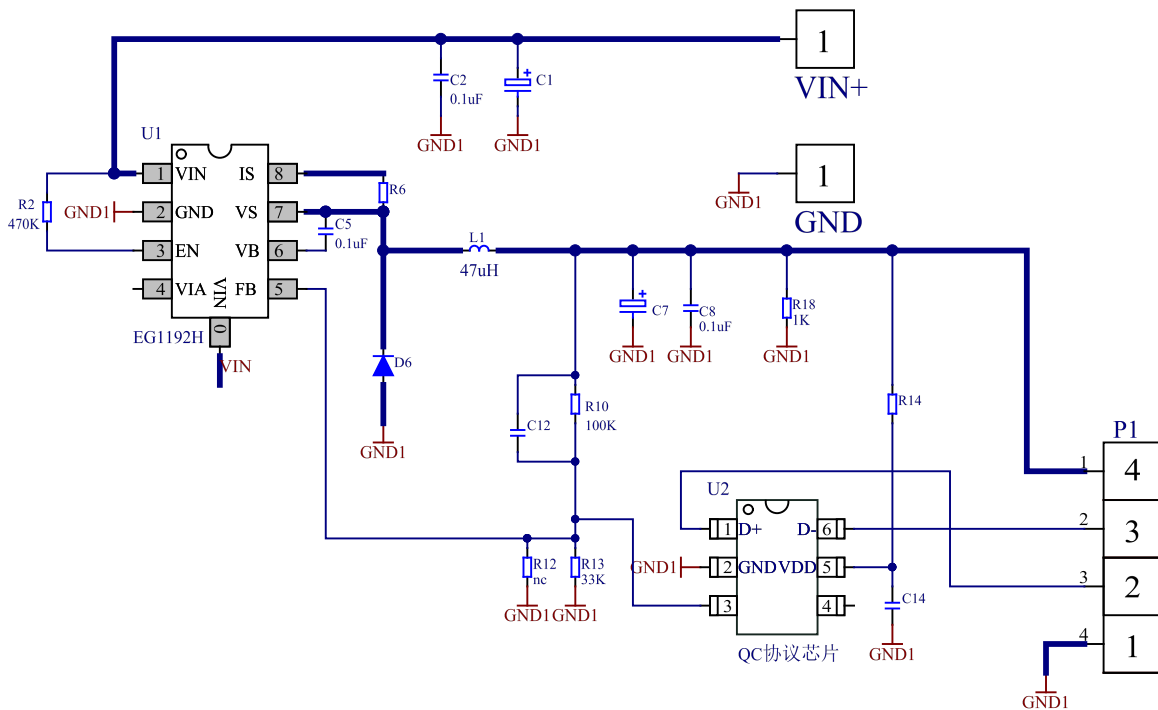 1
VIN+
C2
0.1uF
C1
GND1
GND1
U1
1
VIN
IS
8
R2
470K
GND1
2
GND
VS
7
R6
C5
0.1uF
3
EN
VB
6
4
VIA
FB
5
VIN
0
EG1192H
VIN
1
GND1
GND
L1
47uH
C7
C8
0.1uF
R18
1K
GND1
GND1
GND1
D6
GND1
C12
R10
100K
R14
P1
1
4
2
3
3
2
4
1
GND1
U2
1
D+
D-
6
GND1
2
GND
VDD
5
3
4
QC协议芯片
R12
nc
R13
33K
GND1
GND1
C14
GND1